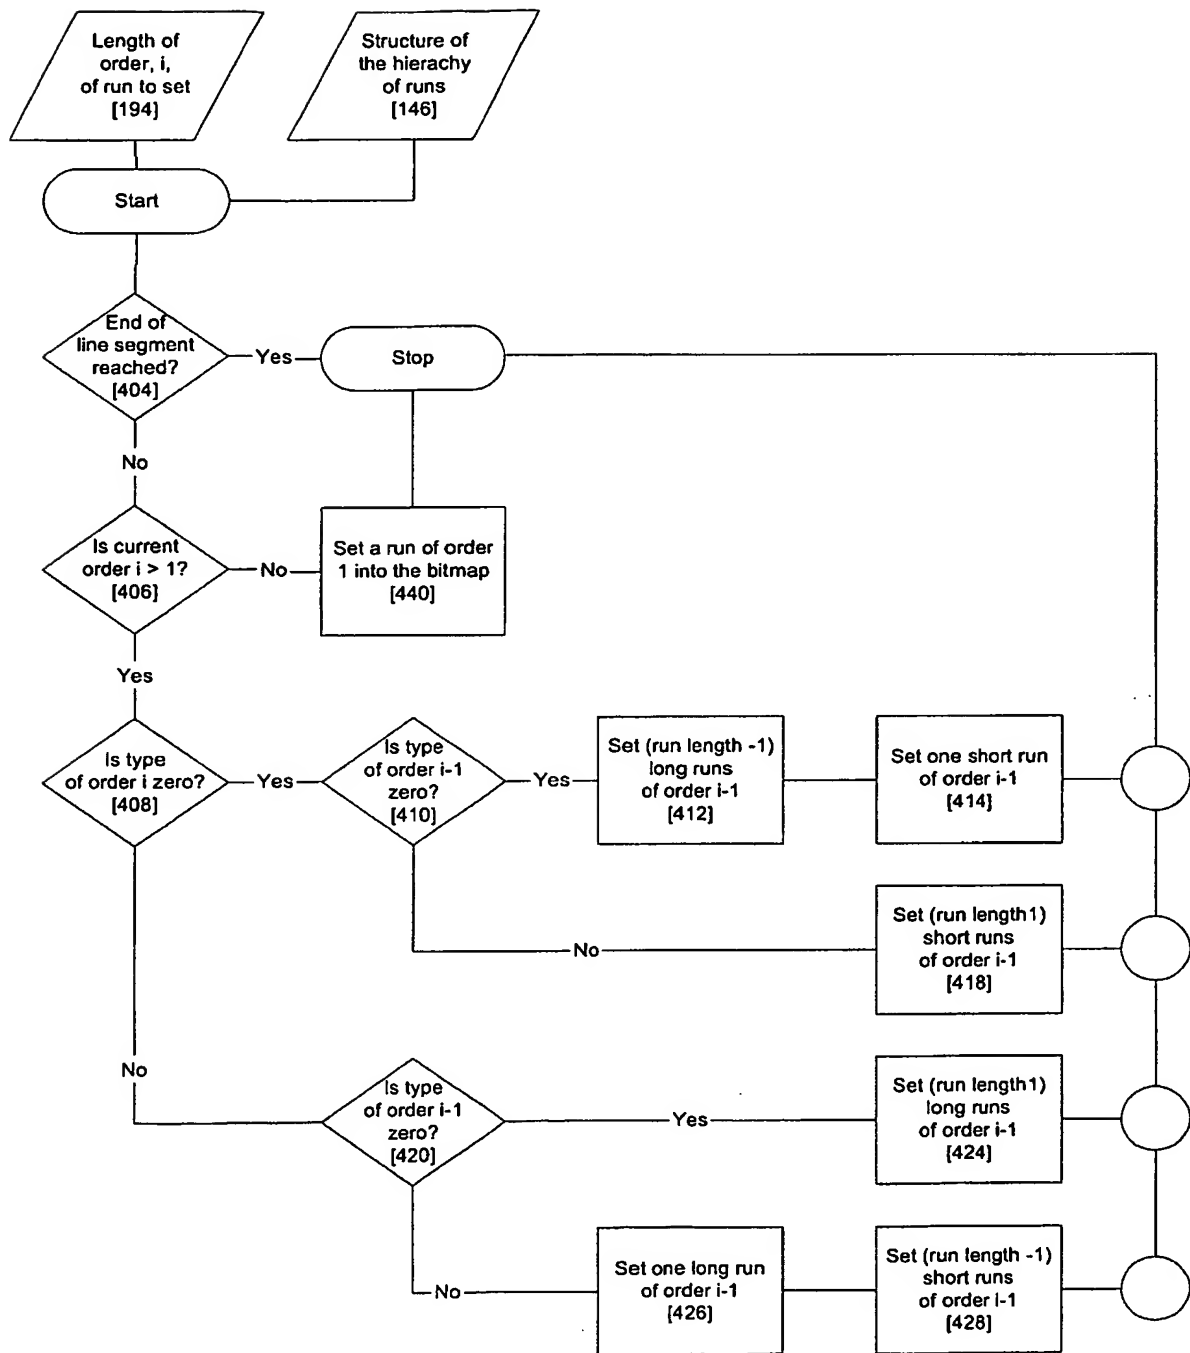 Length of
order, i,
of run to set
[194]
Structure of
the hierachy
of runs
[146]
Start
End of
line segment
reached?
[404]
Yes
Stop
No
Is current
order i > 1?
[406]
No
Set a run of order
1 into the bitmap
[440]
Yes
Is type
of order i zero?
[408]
Yes
Is type
of order i-1
zero?
[410]
Yes
Set (run length -1)
long runs
of order i-1
[412]
Set one short run
of order i-1
[414]
No
Set (run length1)
short runs
of order i-1
[418]
No
Is type
of order i-1
zero?
[420]
Yes
Set (run length1)
long runs
of order i-1
[424]
No
Set one long run
of order i-1
[426]
Set (run length -1)
short runs
of order i-1
[428]